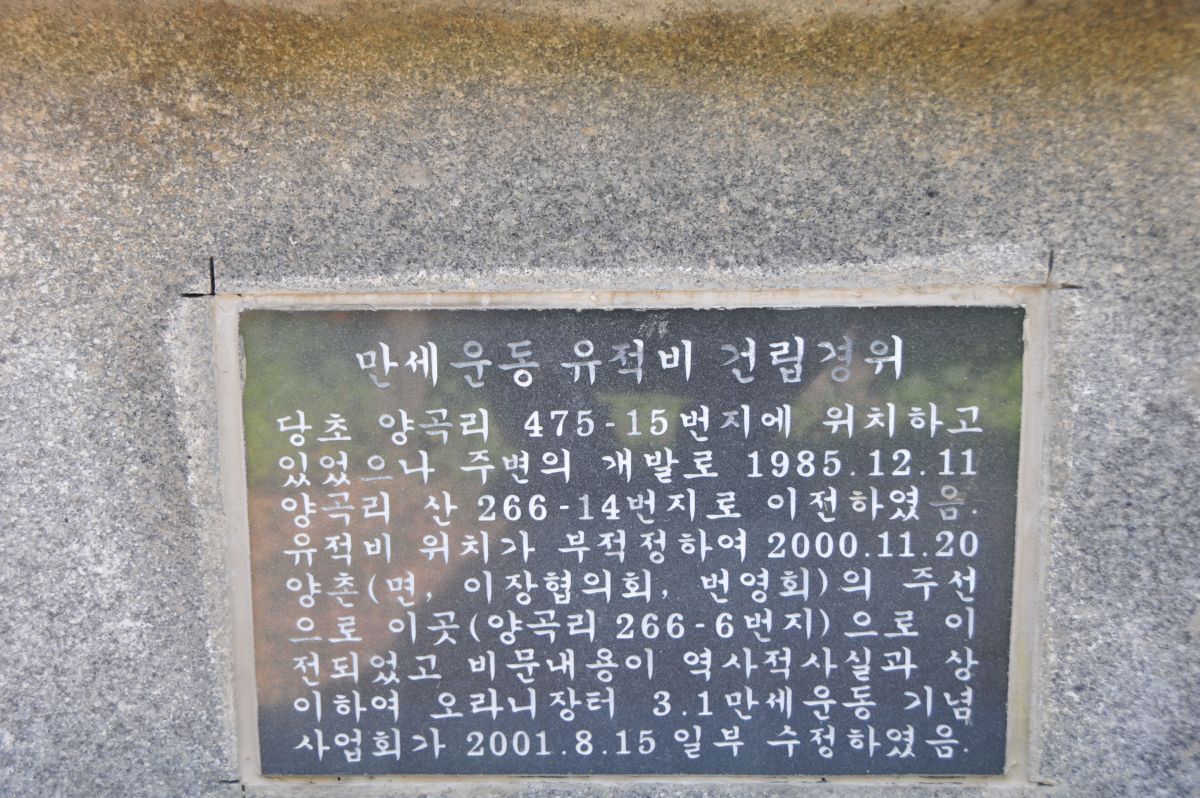 만세운동 유적비 건립경위
당초 양곡리 475-15번지에 위치하고
있었으나 주변의 개발로 1985.12.11
양곡리 산 266-14번지로 이전하였음.
유적비 위치가 부적정하여 2000.11.20
양촌(면, 이장협의회, 번영회)의 주선
으로 이곳(양곡리 266-6번지)으로 이
전되었고 비문내용이 역사적사실과 상
이하여 오라니장터 3.1만세운동 기념
사업회가 2001.8.15 일부 수정하였음.